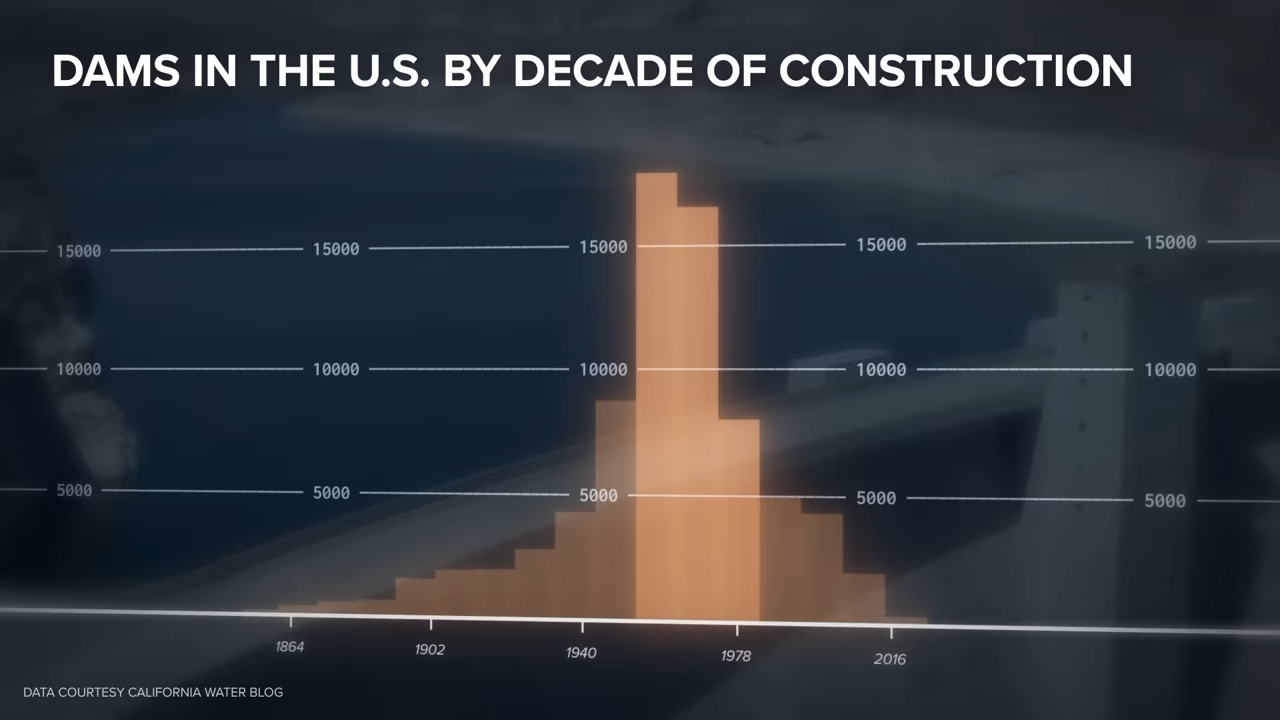 DAMS IN THE U.S. BY DECADE OF CONSTRUCTION
15000 15000 15000 15000 15000
10000 10000 10000 10000 10000
5000 5000 5000 5000 5000
1864 1902 1940 1978 2016
DATA COURTESY CALIFORNIA WATER BLOG